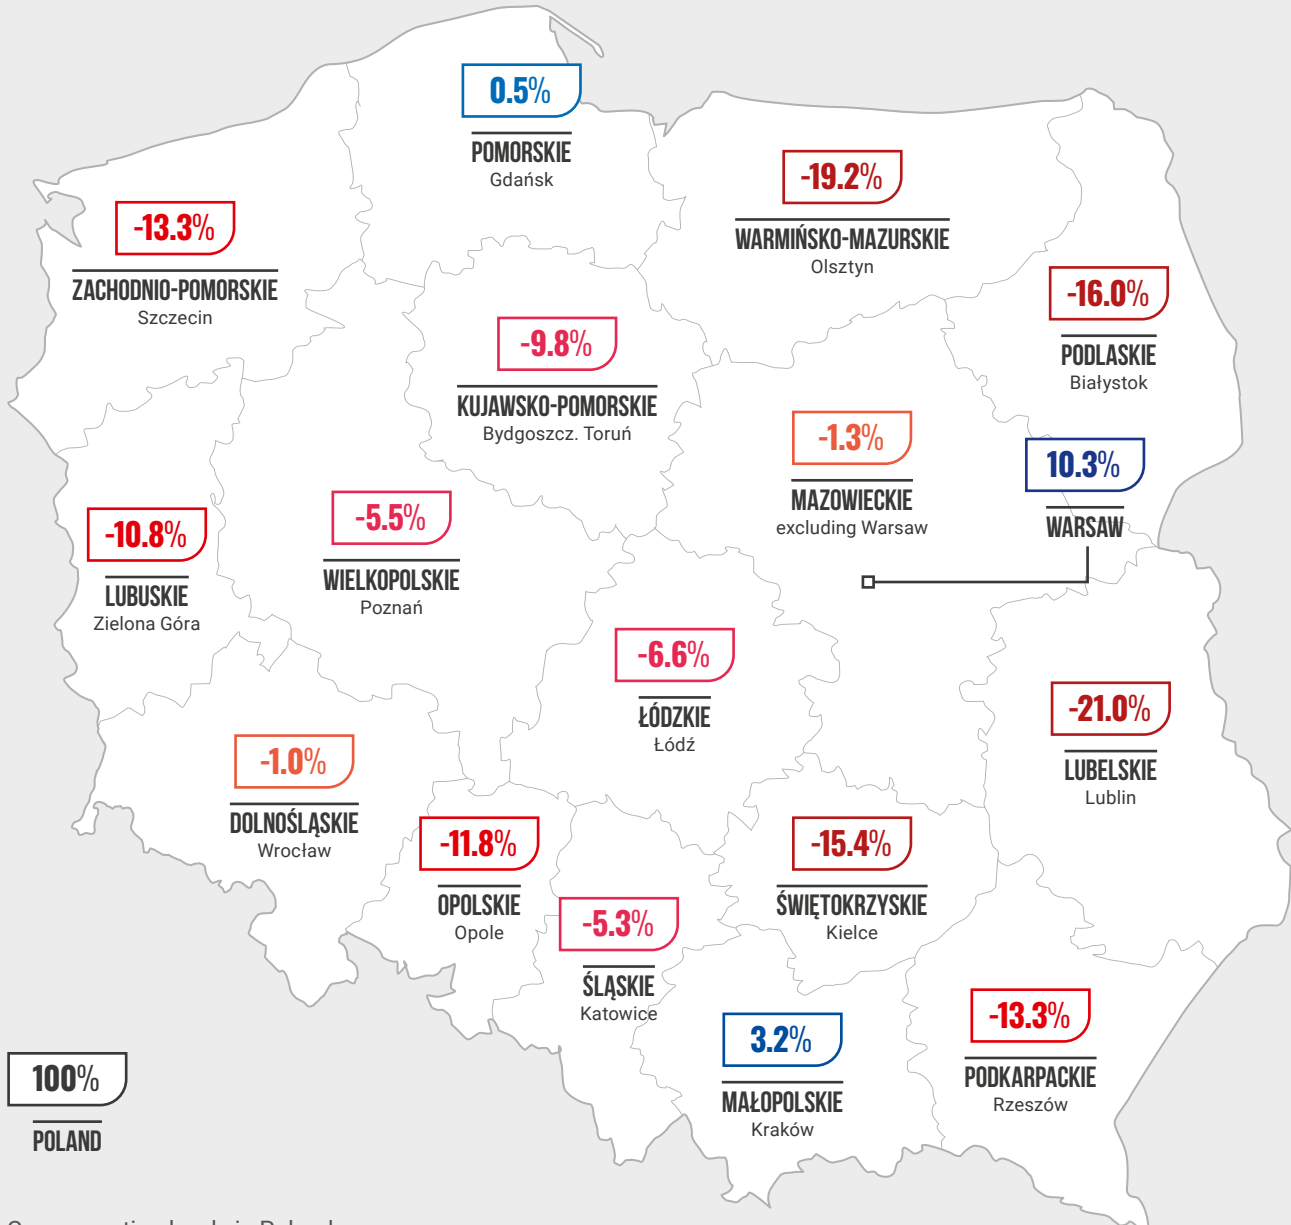 0.5%
POMORSKIE
Gdańsk
-19.2%
WARMIŃSKO-MAZURSKIE
Olsztyn
-13.3%
ZACHODNIO-POMORSKIE
Szczecin
-16.0%
PODLASKIE
Białystok
-9.8%
KUJAWSKO-POMORSKIE
Bydgoszcz. Toruń
-1.3%
MAZOWIECKIE
excluding Warsaw
10.3%
WARSAW
-10.8%
LUBUSKIE
Zielona Góra
-5.5%
WIELKOPOLSKIE
Poznań
-6.6%
ŁÓDZKIE
Łódź
-21.0%
LUBELSKIE
Lublin
-1.0%
DOLNOŚLĄSKIE
Wrocław
-11.8%
OPOLSKIE
Opole
-5.3%
ŚLĄSKIE
Katowice
-15.4%
ŚWIĘTOKRZYSKIE
Kielce
3.2%
MAŁOPOLSKIE
Kraków
-13.3%
PODKARPACKIE
Rzeszów
100%
POLAND